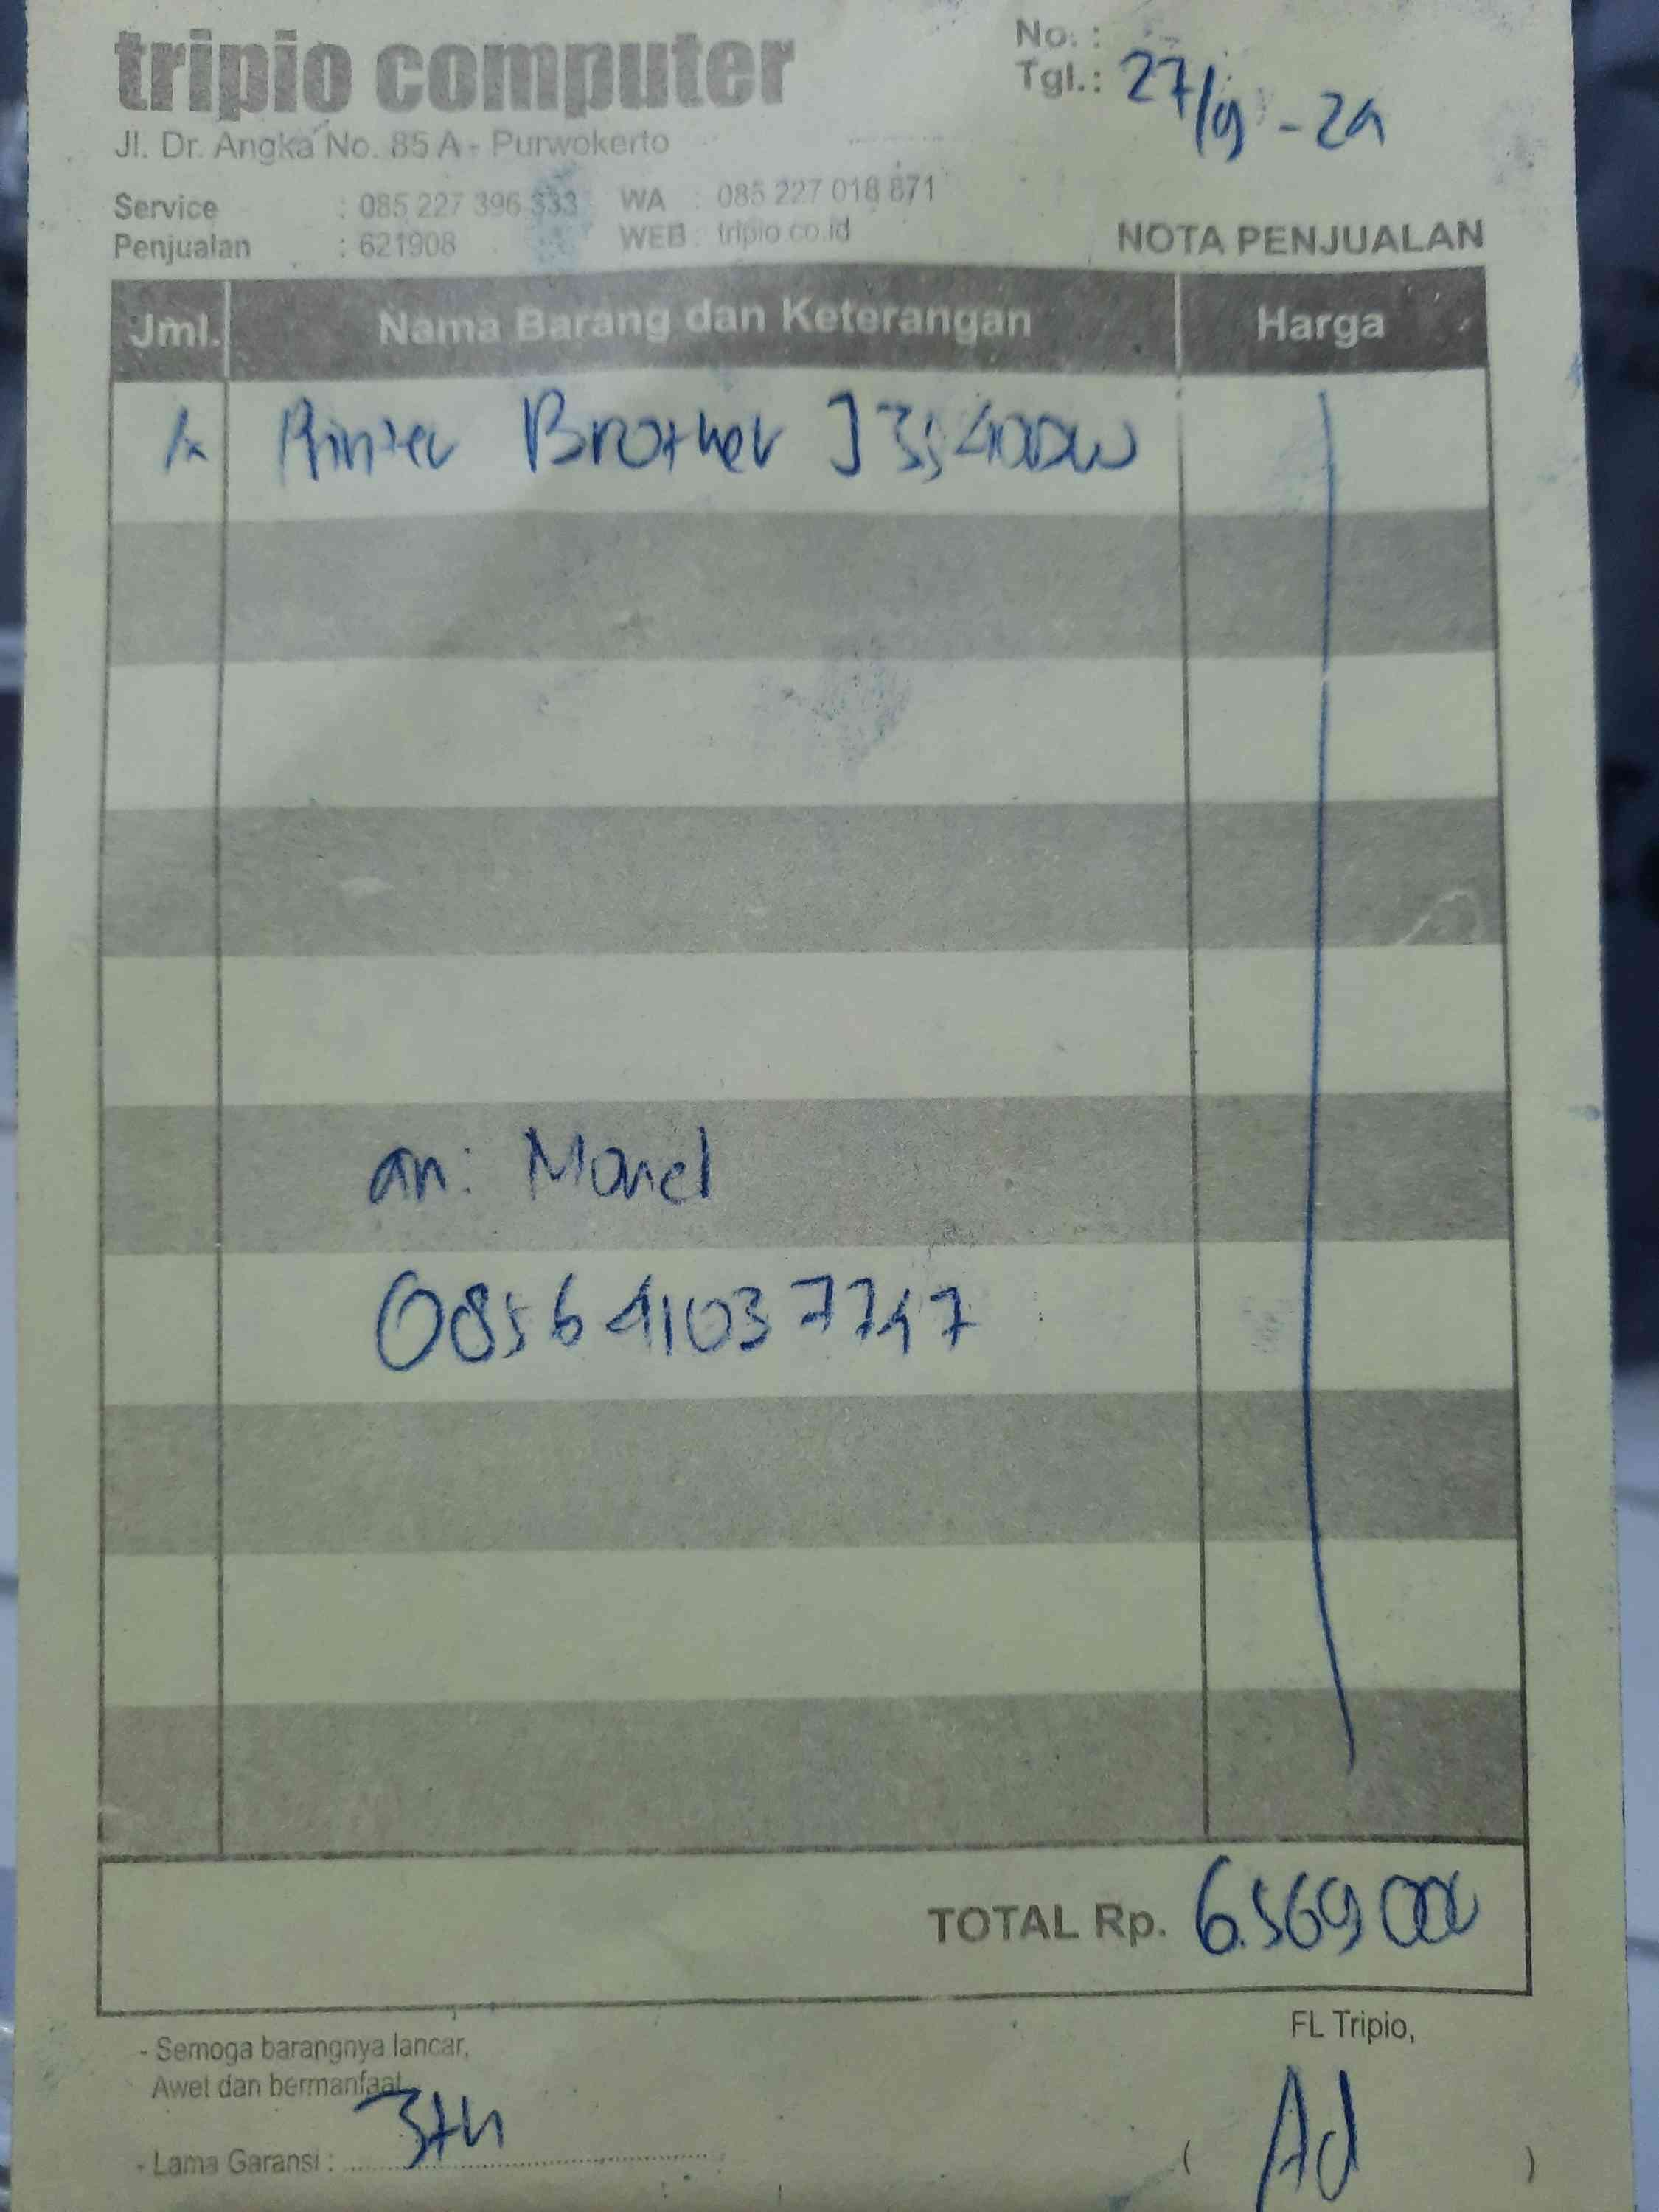 tripio computer
No. :
Tgl.: 27/9 - 24
Jl. Dr. Angka No. 85 A - Purwokerto
Service : 085 227 396 333 WA : 085 227 018 871
Penjualan : 621908 WEB : tripio.co.id
NOTA PENJUALAN
Jml. Nama Barang dan Keterangan Harga
1x Printer Brother J3540DW
an: Monel
085641037747
TOTAL Rp. 6.569.000
FL Tripio,
- Semoga barangnya lancar,
Awet dan bermanfaat
- Lama Garansi : 3th
( Ad )